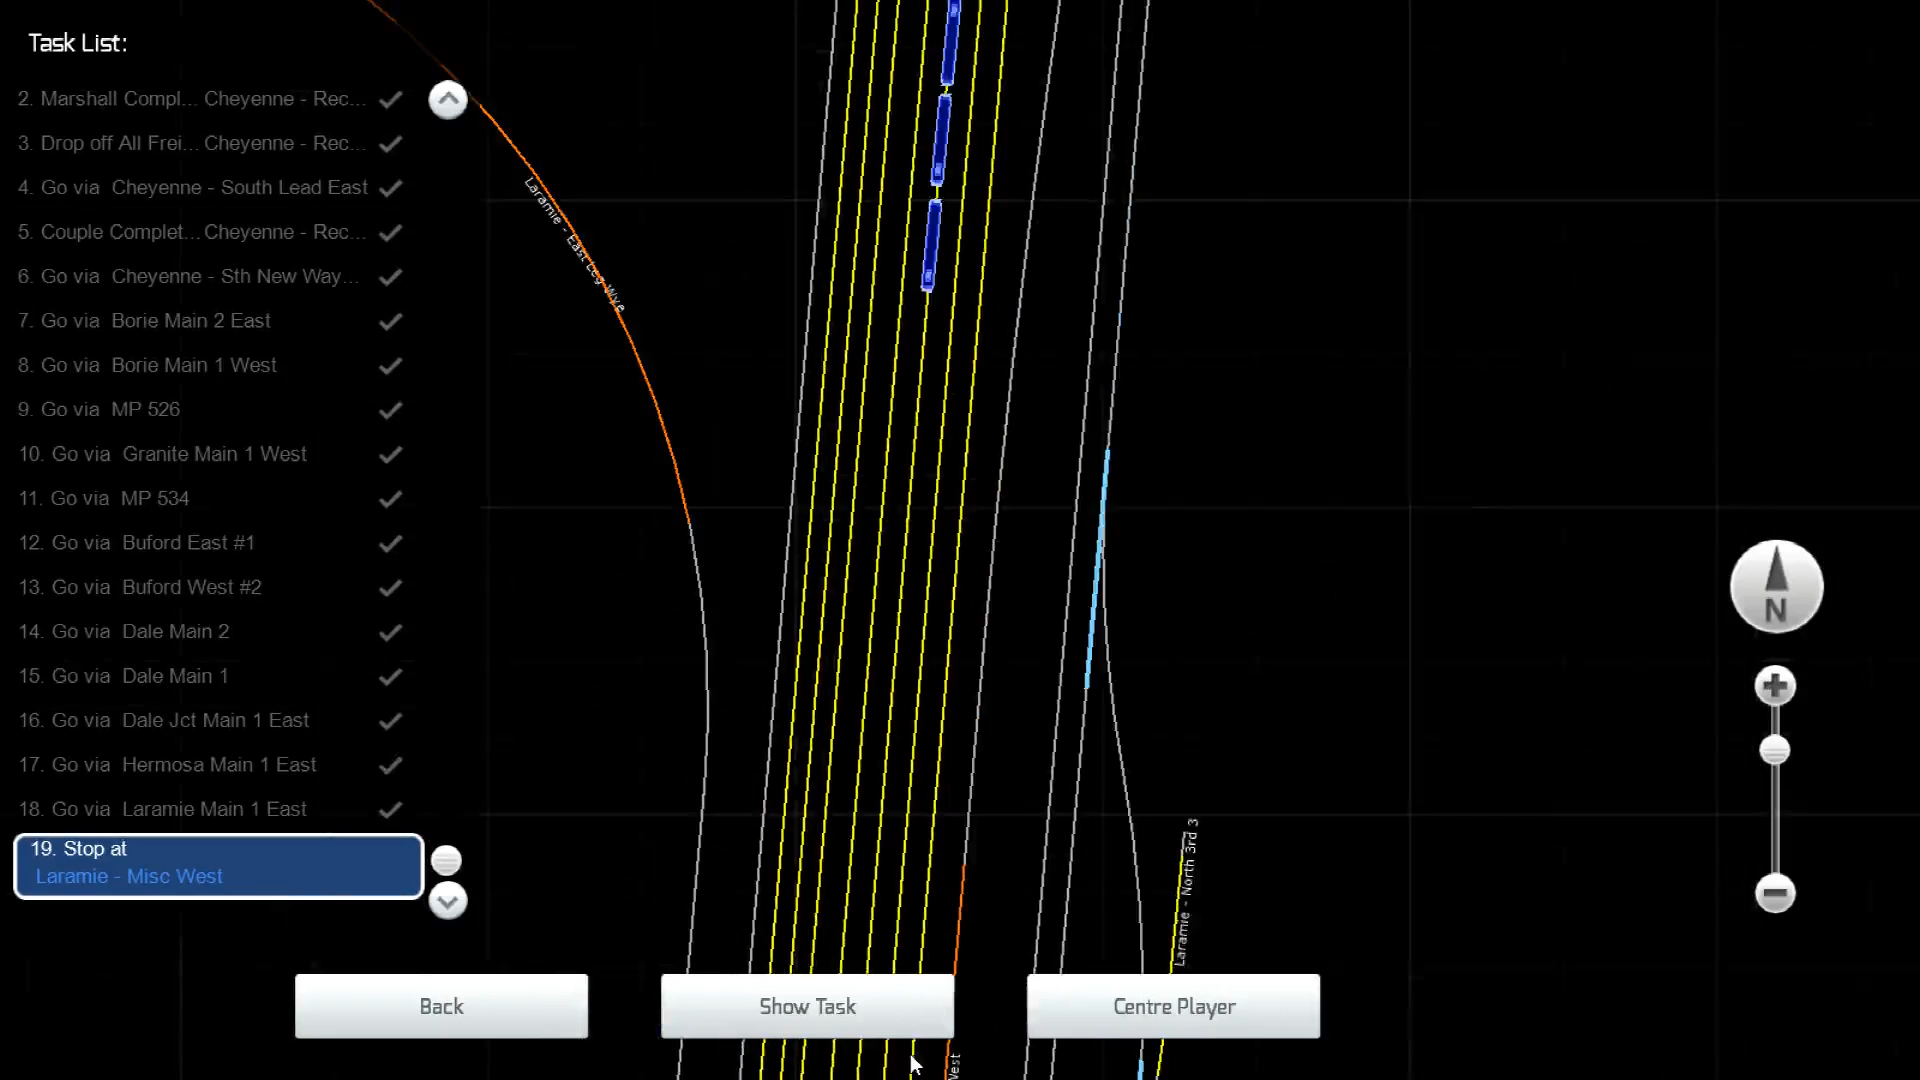 Task List:
2. Marshall Compl... Cheyenne - Rec...
3. Drop off All Frei... Cheyenne - Rec...
4. Go via Cheyenne - South Lead East
5. Couple Complet... Cheyenne - Rec...
6. Go via Cheyenne - Sth New Way...
7. Go via Borie Main 2 East
8. Go via Borie Main 1 West
9. Go via MP 526
10. Go via Granite Main 1 West
11. Go via MP 534
12. Go via Buford East #1
13. Go via Buford West #2
14. Go via Dale Main 2
15. Go via Dale Main 1
16. Go via Dale Jct Main 1 East
17. Go via Hermosa Main 1 East
18. Go via Laramie Main 1 East
19. Stop at
Laramie - Misc West
Laramie - East Leg Wye
Laramie - North 3rd 3
N
Back
Show Task
Centre Player